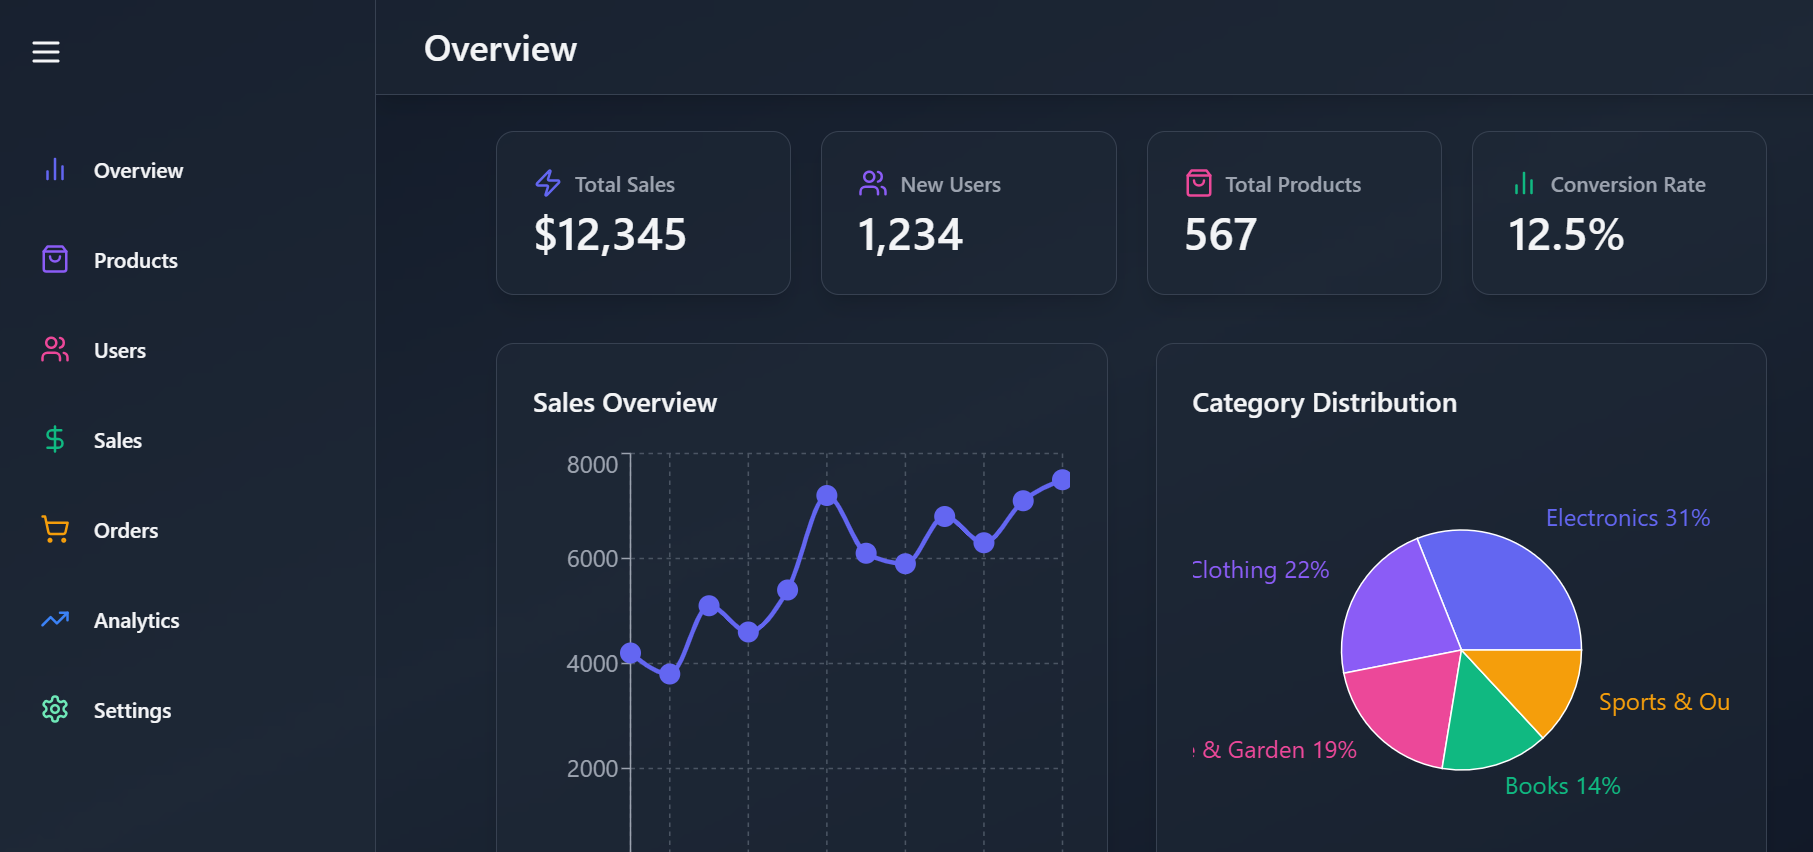 Overview
Overview
Products
Users
Sales
Orders
Analytics
Settings
Total Sales
$12,345
New Users
1,234
Total Products
567
Conversion Rate
12.5%
Sales Overview
8000
6000
4000
2000
Category Distribution
Electronics 31%
Clothing 22%
& Garden 19%
Books 14%
Sports & Ou